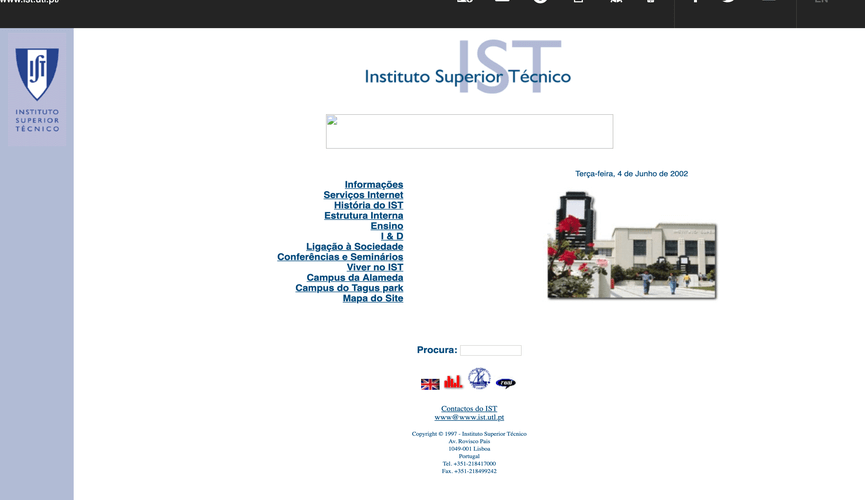 www.ist.utl.pt/
EN
IST
INSTITUTO
SUPERIOR
TÉCNICO
IST
Instituto Superior Técnico
Terça-feira, 4 de Junho de 2002
Informações
Serviços Internet
História do IST
Estrutura Interna
Ensino
I & D
Ligação à Sociedade
Conferências e Seminários
Viver no IST
Campus da Alameda
Campus do Tagus park
Mapa do Site
Procura:
real
Contactos do IST
www@www.ist.utl.pt
Copyright © 1997 - Instituto Superior Técnico
Av. Rovisco Pais
1049-001 Lisboa
Portugal
Tel. +351-218417000
Fax. +351-218499242